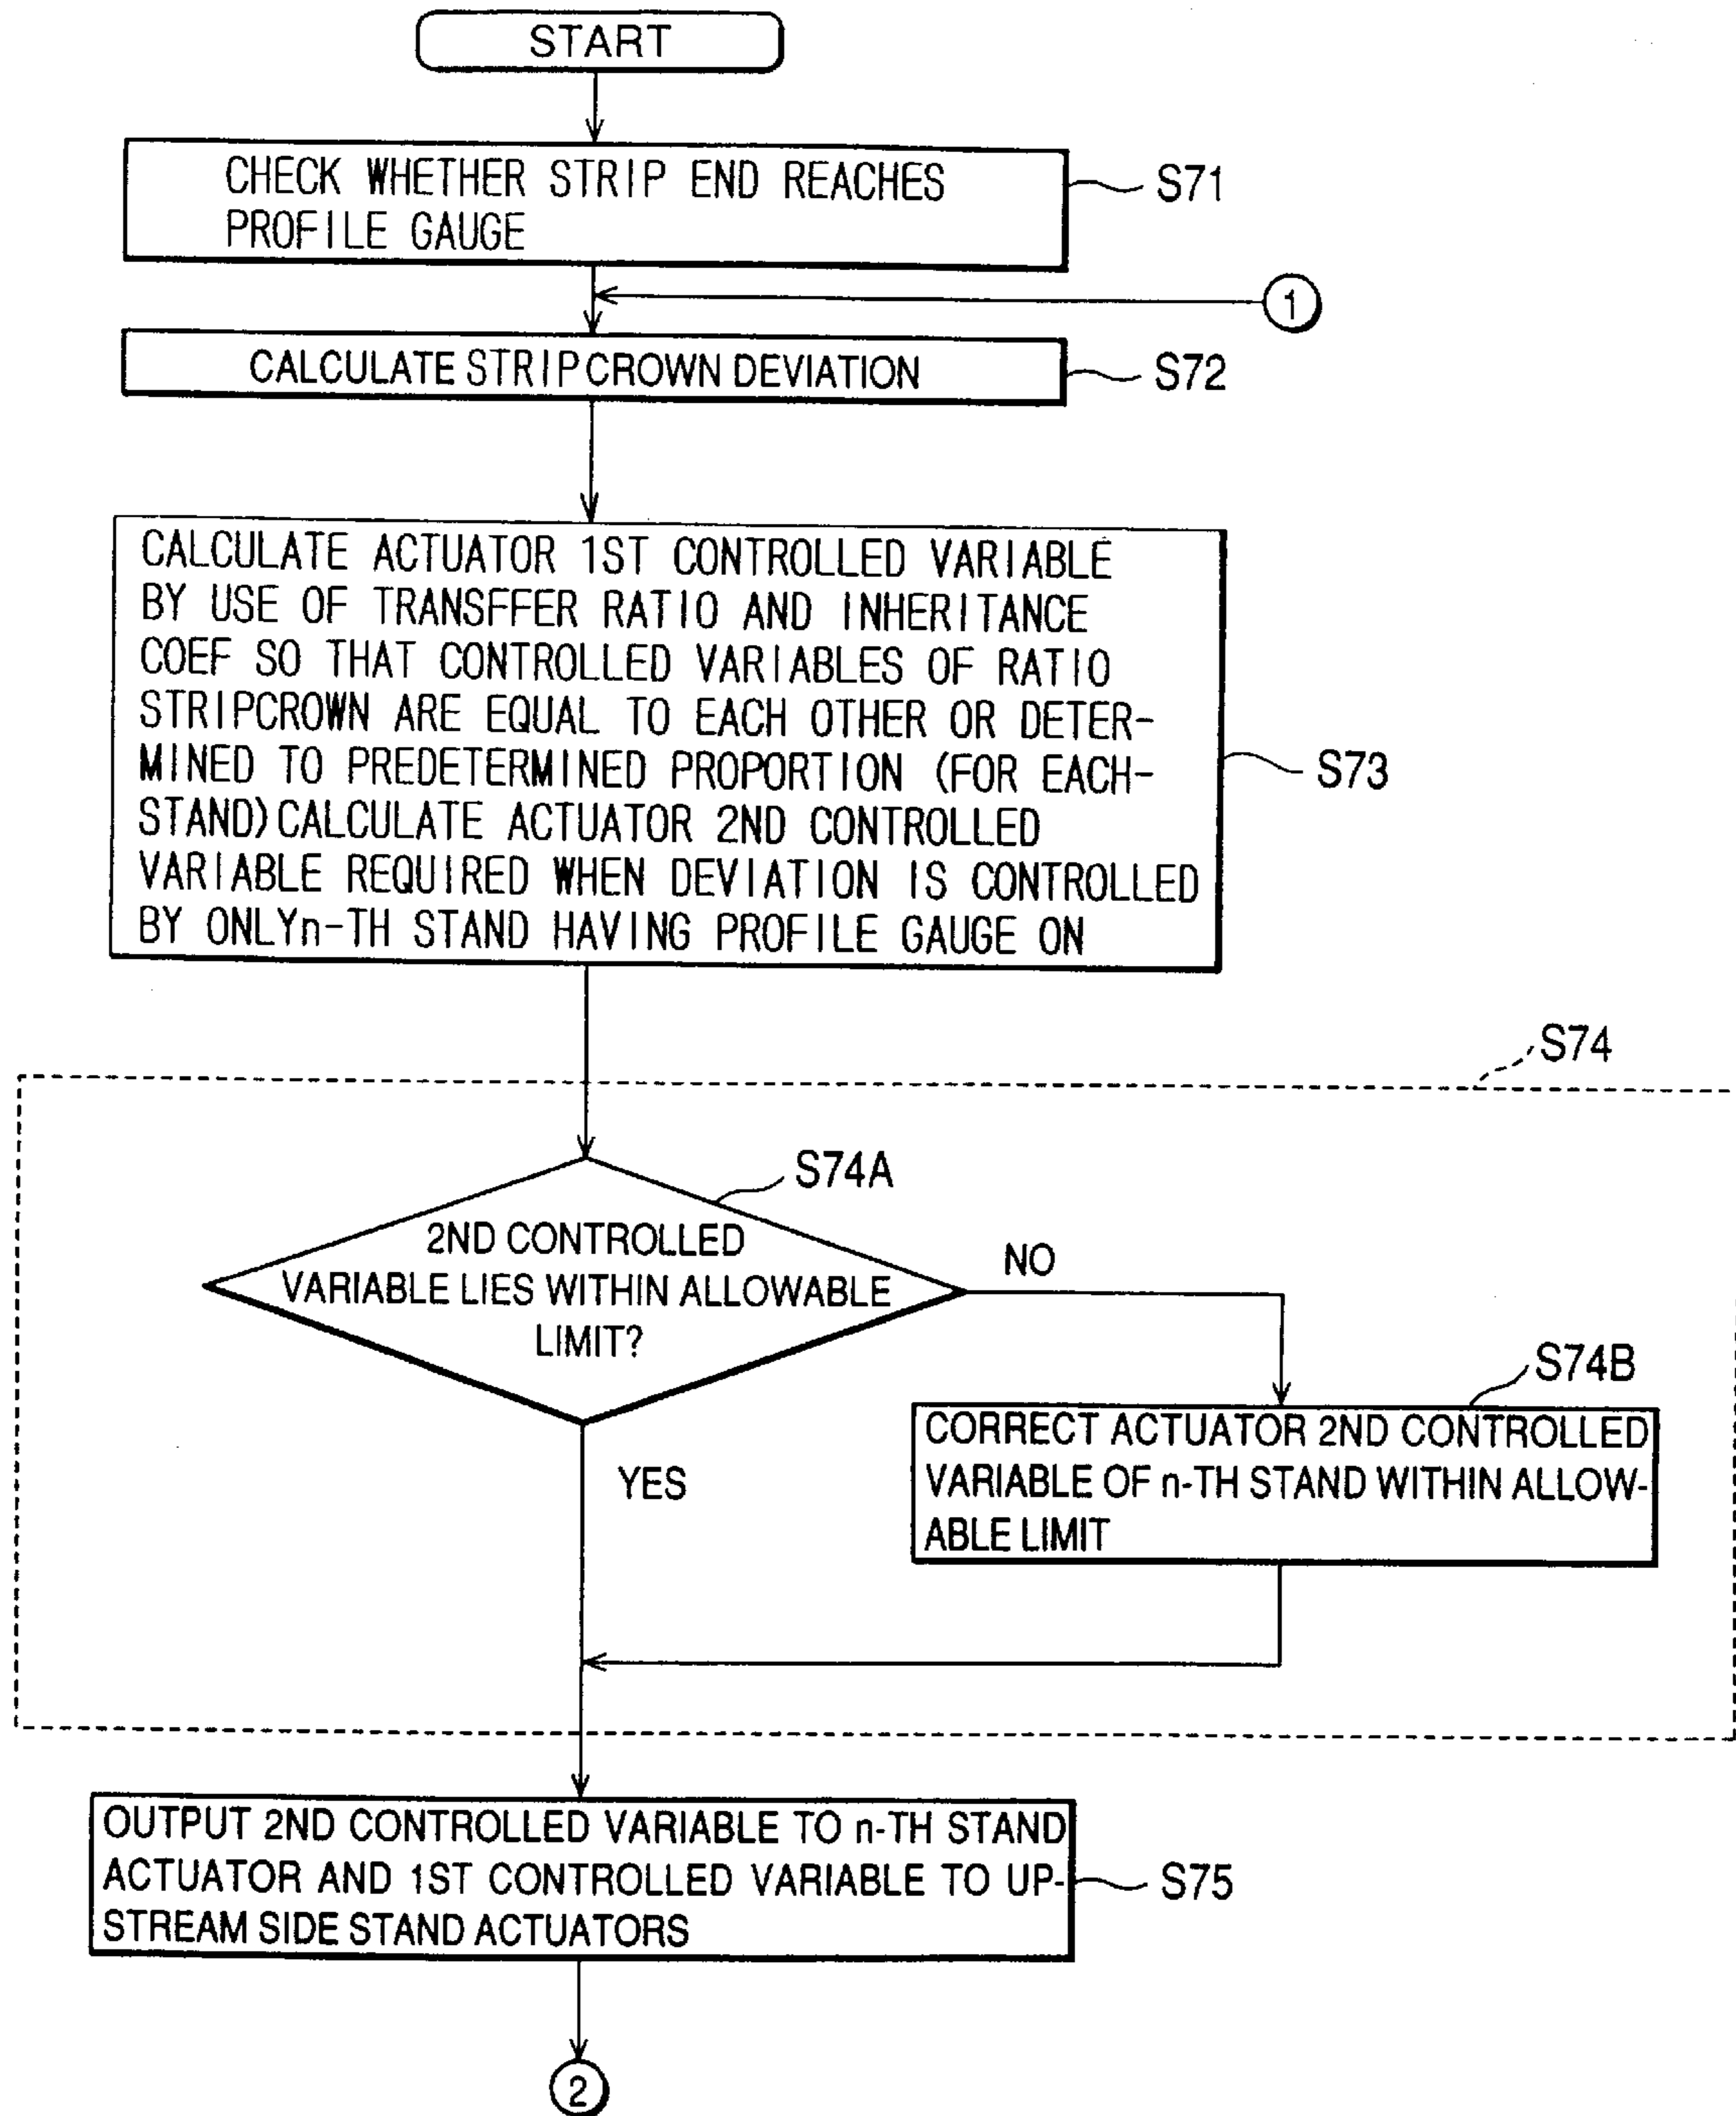 START
CHECK WHETHER STRIP END REACHES
PROFILE GAUGE
S71
1
CALCULATE STRIPCROWN DEVIATION
S72
CALCULATE ACTUATOR 1ST CONTROLLED VARIABLE
BY USE OF TRANSFFER RATIO AND INHERITANCE
COEF SO THAT CONTROLLED VARIABLES OF RATIO
STRIPCROWN ARE EQUAL TO EACH OTHER OR DETER-
MINED TO PREDETERMINED PROPORTION (FOR EACH-
STAND)CALCULATE ACTUATOR 2ND CONTROLLED
VARIABLE REQUIRED WHEN DEVIATION IS CONTROLLED
BY ONLYn-TH STAND HAVING PROFILE GAUGE ON
S73
S74
S74A
2ND CONTROLLED
VARIABLE LIES WITHIN ALLOWABLE
LIMIT?
NO
YES
S74B
CORRECT ACTUATOR 2ND CONTROLLED
VARIABLE OF n-TH STAND WITHIN ALLOW-
ABLE LIMIT
OUTPUT 2ND CONTROLLED VARIABLE TO n-TH STAND
ACTUATOR AND 1ST CONTROLLED VARIABLE TO UP-
STREAM SIDE STAND ACTUATORS
S75
2